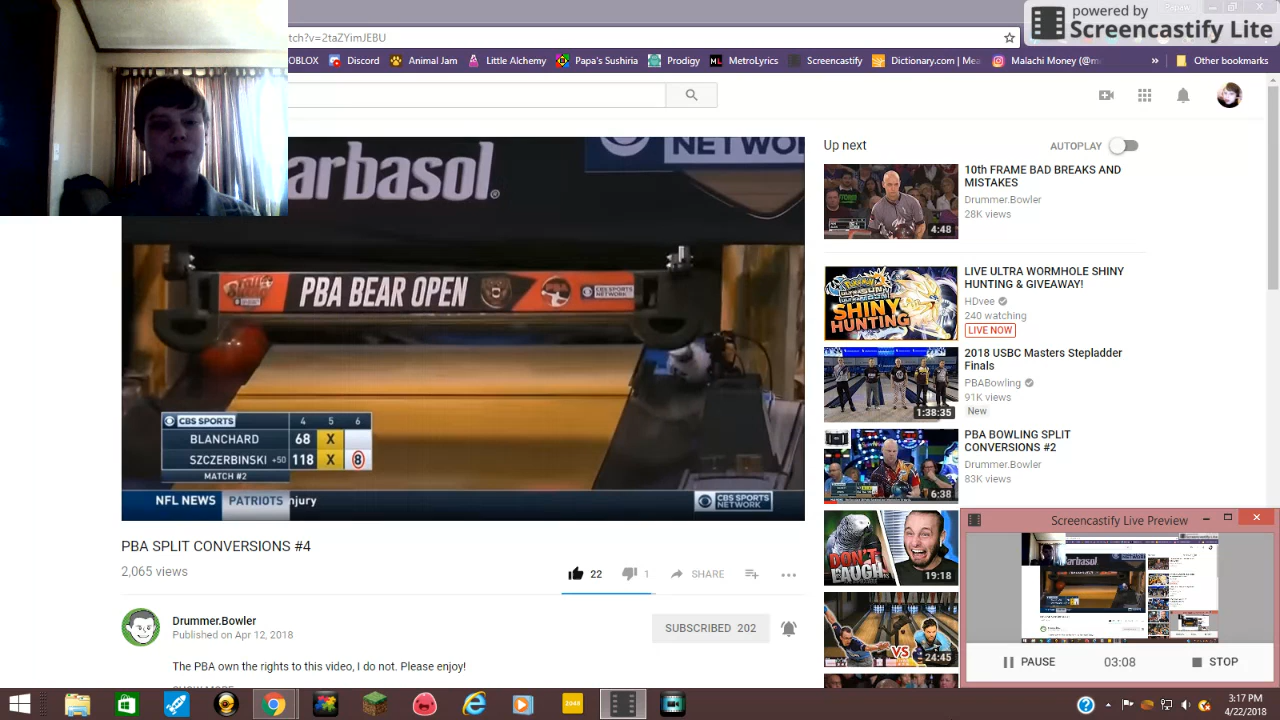 powered by
Screencastify Lite
tch?v=2taZYimJEBU
OBLOX
Discord
Animal Jam
Little Alchemy
Papa's Sushiria
Prodigy
MetroLyrics
Screencastify
Dictionary.com | Mea
Malachi Money (@m
»
arbasol®
NETWO
PBA BEAR OPEN
CBS SPORTS NETWORK
CBS SPORTS 4 5 6
BLANCHARD 68 X
SZCZERBINSKI +50 118 X 8
MATCH #2
NFL NEWS PATRIOTS njury
CBS SPORTS NETWORK
PBA SPLIT CONVERSIONS #4
2,065 views
22
1
SHARE
Drummer.Bowler
Published on Apr 12, 2018
SUBSCRIBED 202
The PBA own the rights to this video, I do not. Please enjoy!
Up next
AUTOPLAY
10th FRAME BAD BREAKS AND
MISTAKES
Drummer.Bowler
28K views
4:48
LIVE ULTRA WORMHOLE SHINY
HUNTING & GIVEAWAY!
HDvee
240 watching
LIVE NOW
SHINY
HUNTING
2018 USBC Masters Stepladder
Finals
PBABowling
91K views
New
1:38:35
PBA BOWLING SPLIT
CONVERSIONS #2
Drummer.Bowler
83K views
6:38
DON'T
LAUGH
19:18
VS
24:45
Screencastify Live Preview
PAUSE
03:08
STOP
2048
3:17 PM
4/22/2018